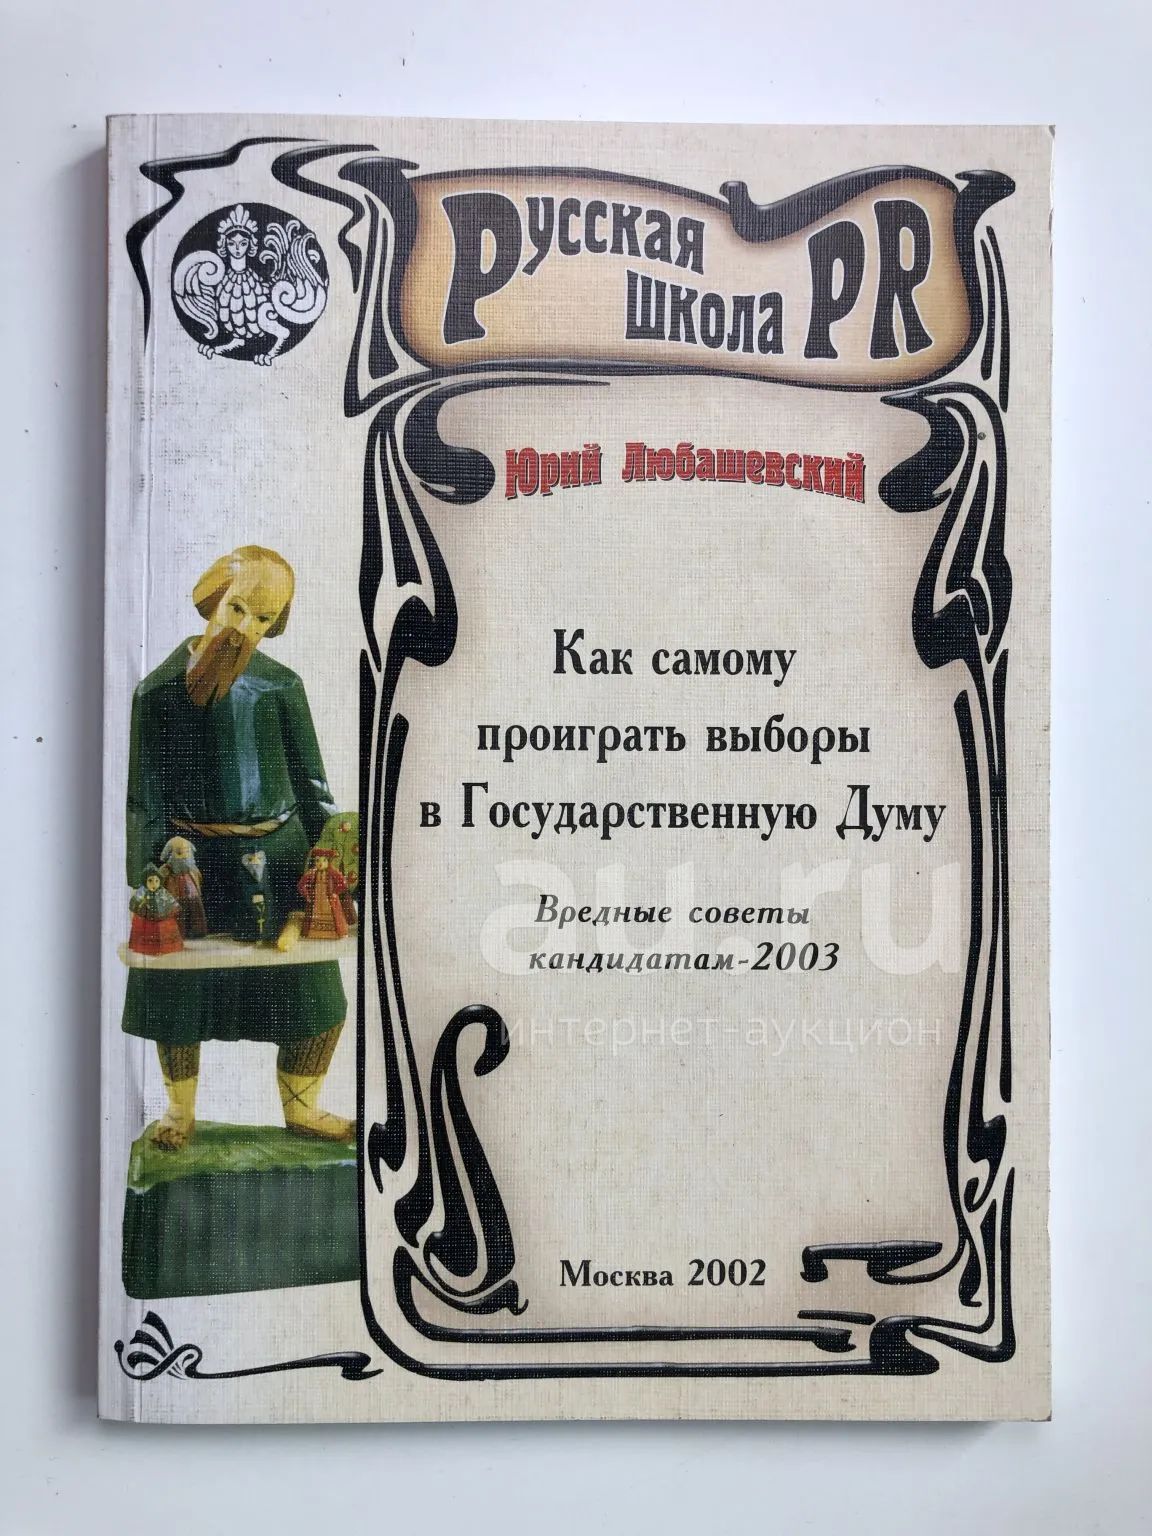 Русская
школа PR
Юрий Любашевский
Как самому
проиграть выборы
в Государственную Думу
au.ru
Вредные советы
кандидатам-2003
интернет-аукцион
Москва 2002